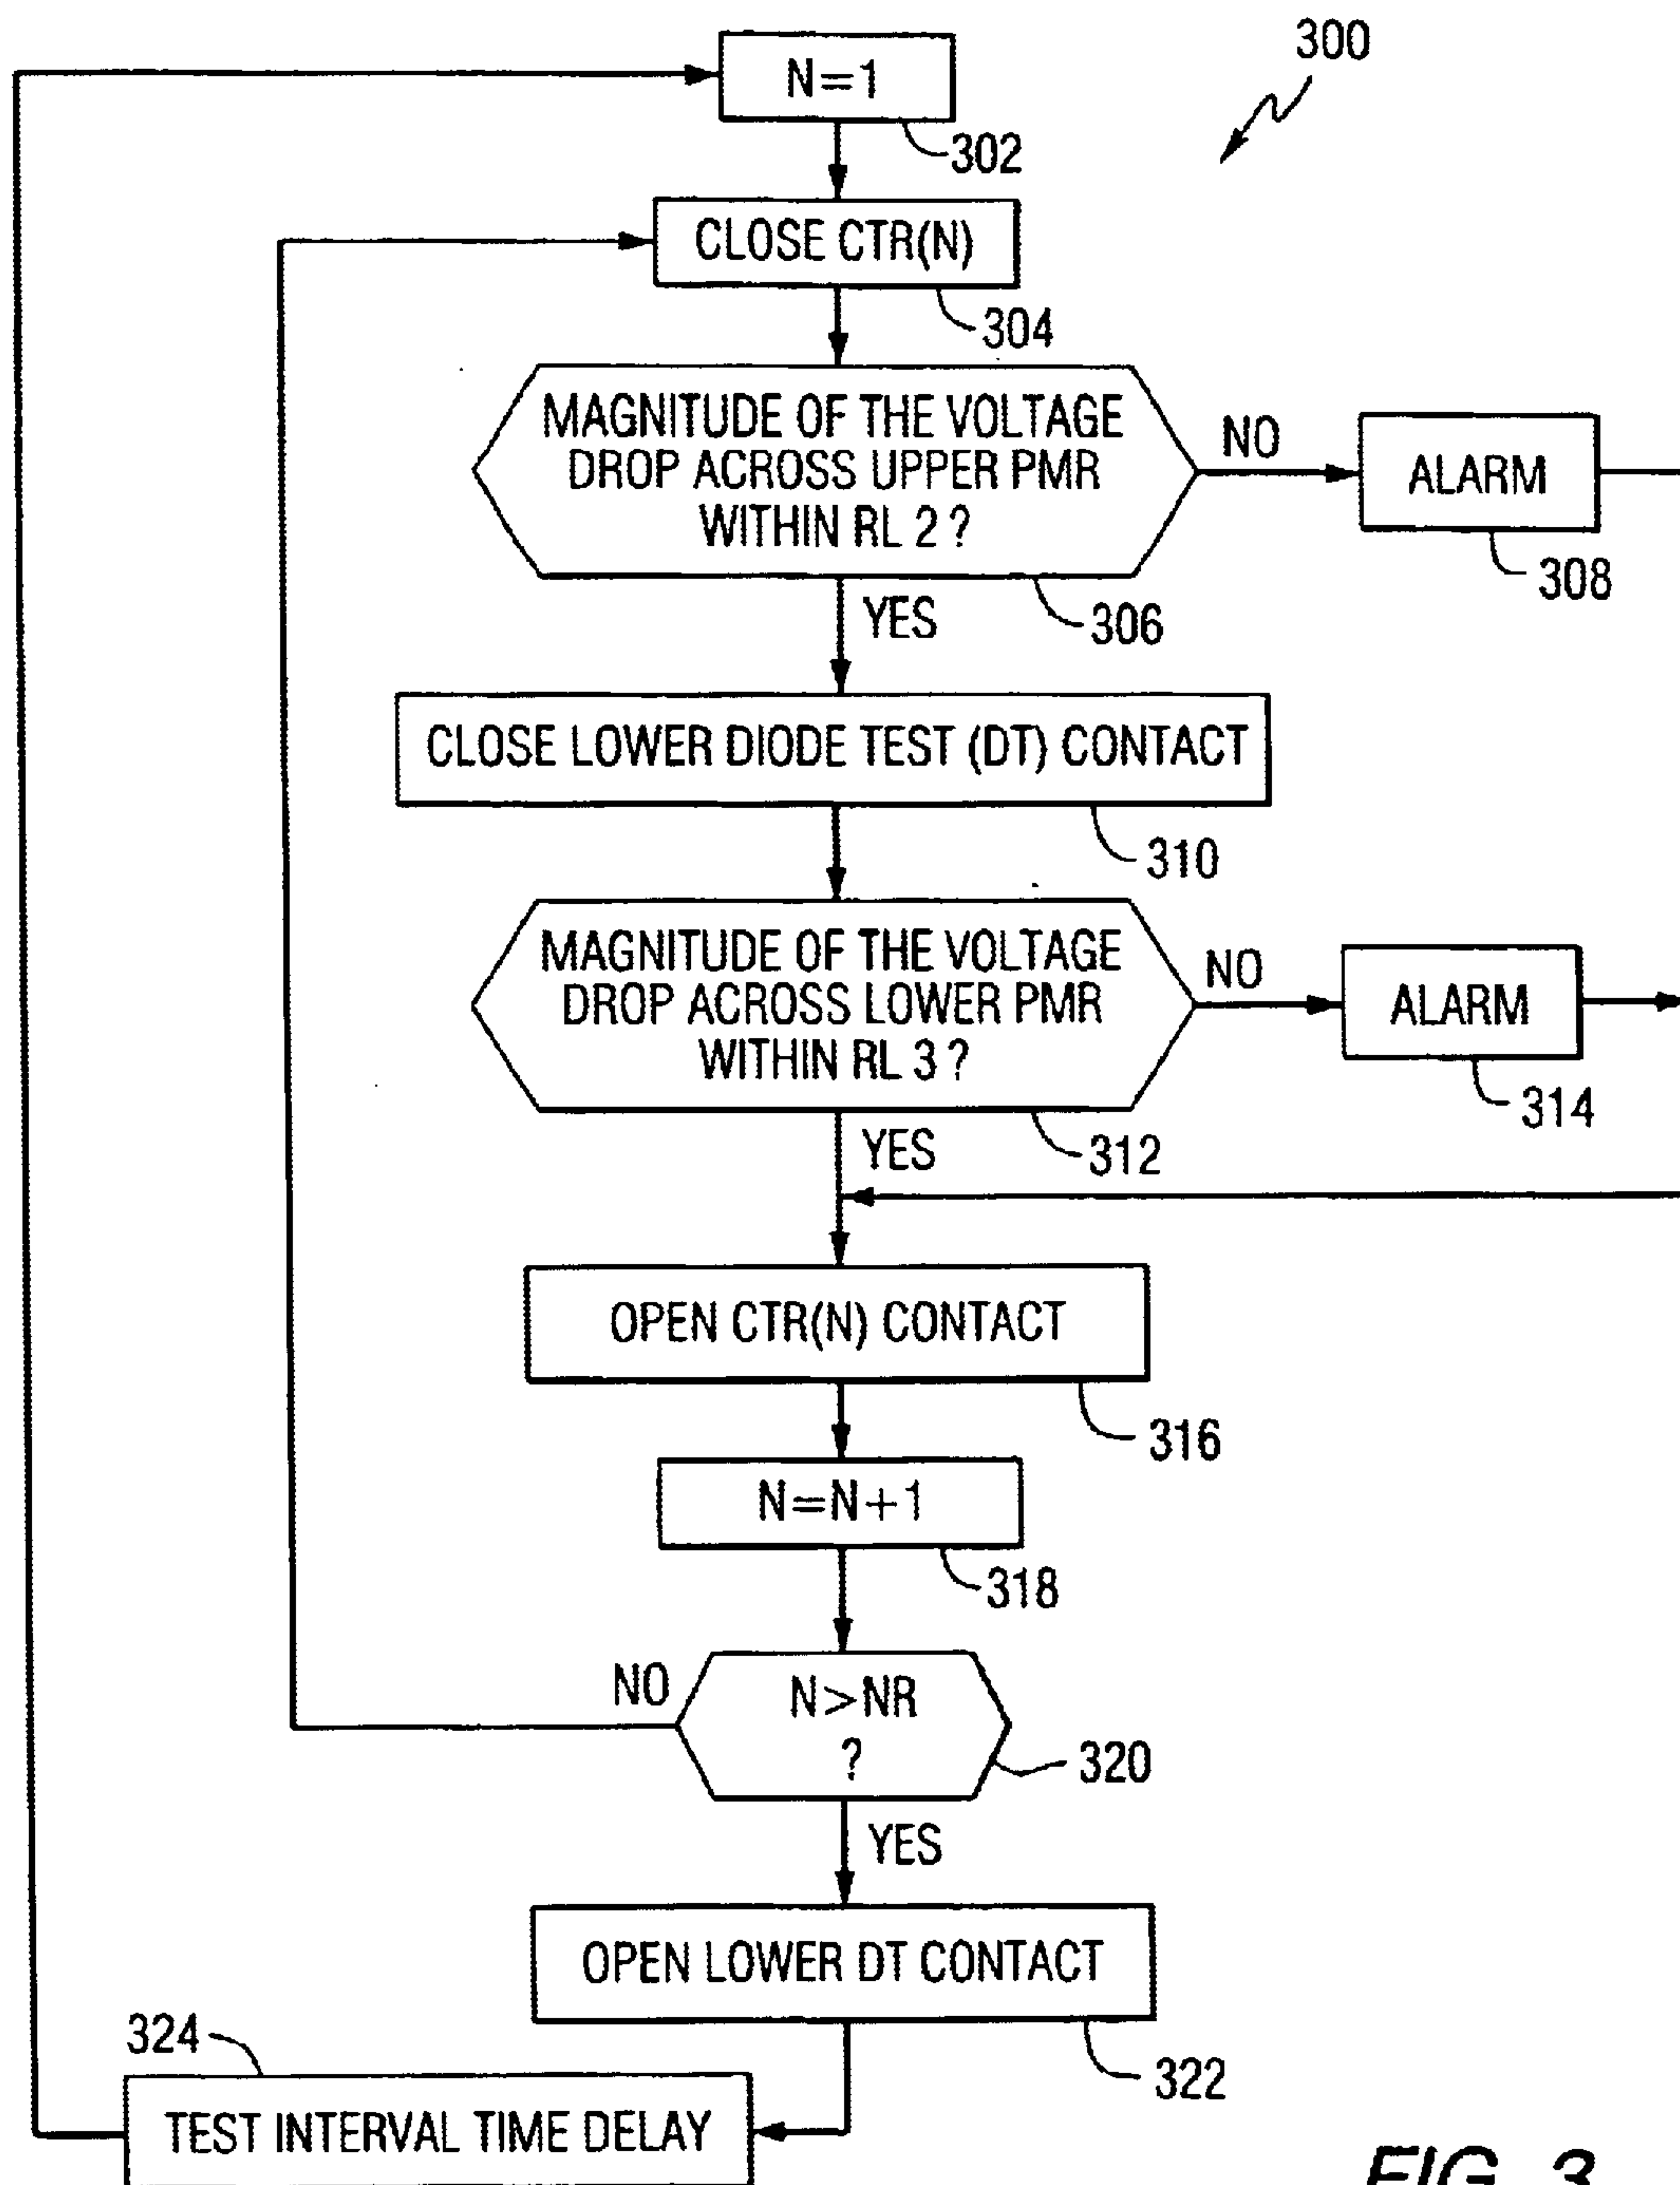 300
N=1
302
CLOSE CTR(N)
304
MAGNITUDE OF THE VOLTAGE
DROP ACROSS UPPER PMR
WITHIN RL 2 ?
NO
ALARM
308
YES
306
CLOSE LOWER DIODE TEST (DT) CONTACT
310
MAGNITUDE OF THE VOLTAGE
DROP ACROSS LOWER PMR
WITHIN RL 3 ?
NO
ALARM
314
YES
312
OPEN CTR(N) CONTACT
316
N=N+1
318
NO
N>NR
?
320
YES
OPEN LOWER DT CONTACT
322
324
TEST INTERVAL TIME DELAY
FIG. 3